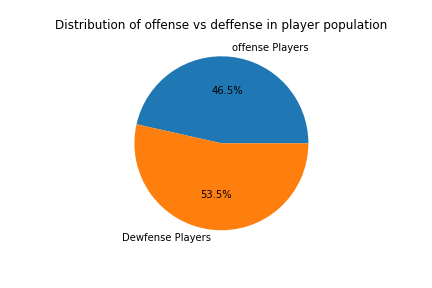 Distribution of offense vs deffense in player population
offense Players
46.5%
53.5%
Dewfense Players